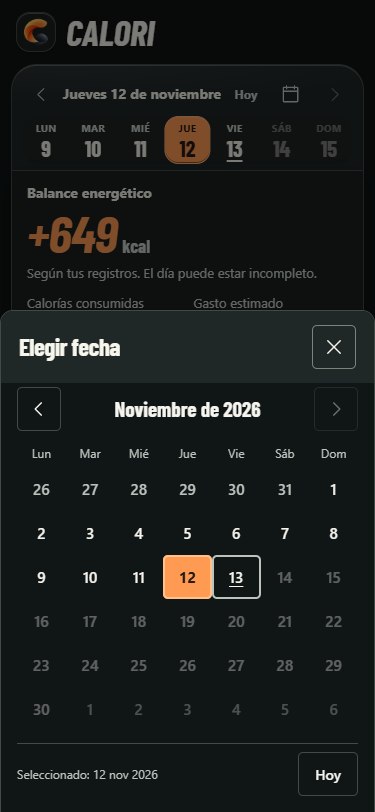 CALORI
Jueves 12 de noviembre Hoy
LUN MAR MIÉ JUE VIE SÁB DOM
9 10 11 12 13 14 15
Balance energético
+649 kcal
Según tus registros. El día puede estar incompleto.
Calorías consumidas Gasto estimado
Elegir fecha
Noviembre de 2026
Lun Mar Mié Jue Vie Sáb Dom
26 27 28 29 30 31 1
2 3 4 5 6 7 8
9 10 11 12 13 14 15
16 17 18 19 20 21 22
23 24 25 26 27 28 29
30 1 2 3 4 5 6
Seleccionado: 12 nov 2026 Hoy